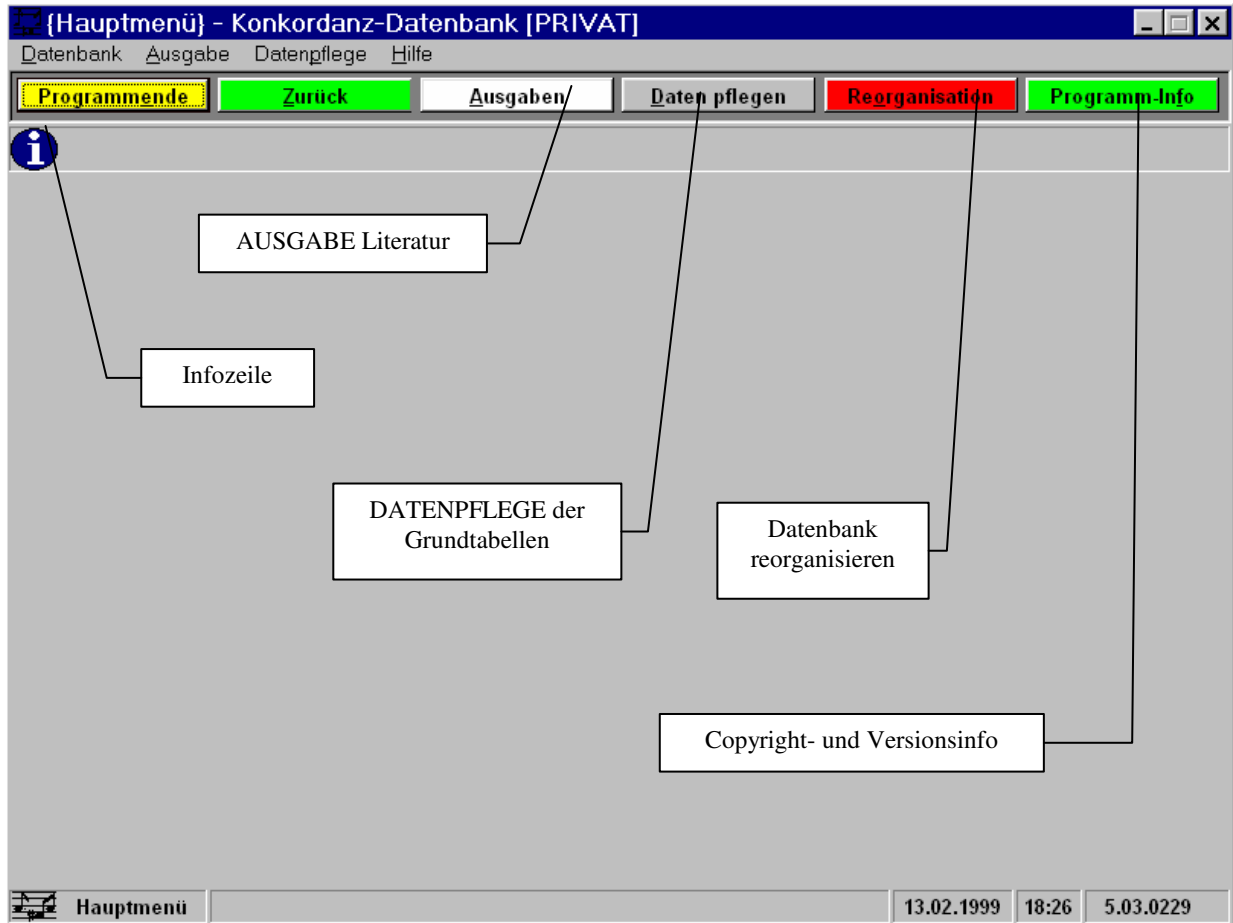 {Hauptmenü} - Konkordanz-Datenbank [PRIVAT]
Datenbank Ausgabe Datenpflege Hilfe
Programmende Zurück Ausgaben Daten pflegen Reorganisation Programm-Info
i
AUSGABE Literatur
Infozeile
DATENPFLEGE der
Grundtabellen
Datenbank
reorganisieren
Copyright- und Versionsinfo
Hauptmenü 13.02.1999 18:26 5.03.0229